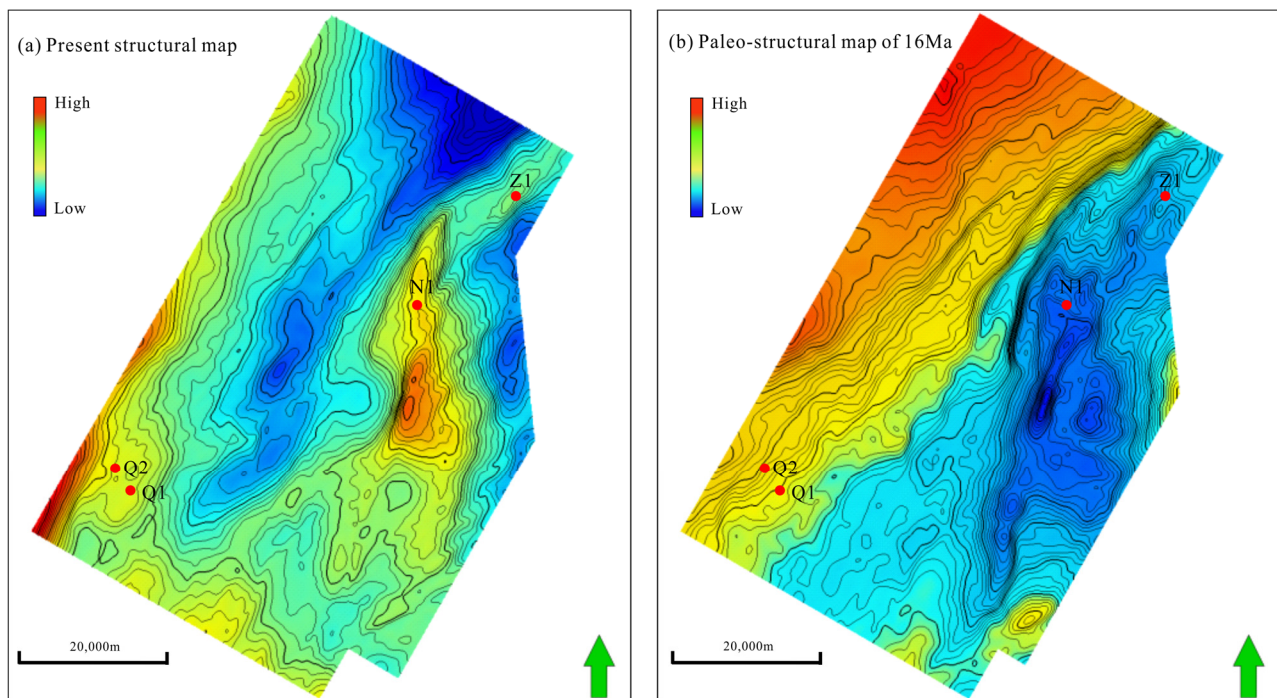 (a) Present structural map
High
Low
Z1
N1
Q2
Q1
20,000m
(b) Paleo-structural map of 16Ma
High
Low
Z1
N1
Q2
Q1
20,000m